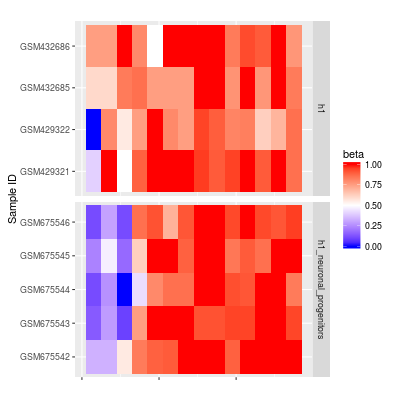 GSM432686
GSM432685
GSM429322
GSM429321
h1
GSM675546
GSM675545
GSM675544
GSM675543
GSM675542
h1_neuronal_progenitors
Sample ID
beta
1.00
0.75
0.50
0.25
0.00